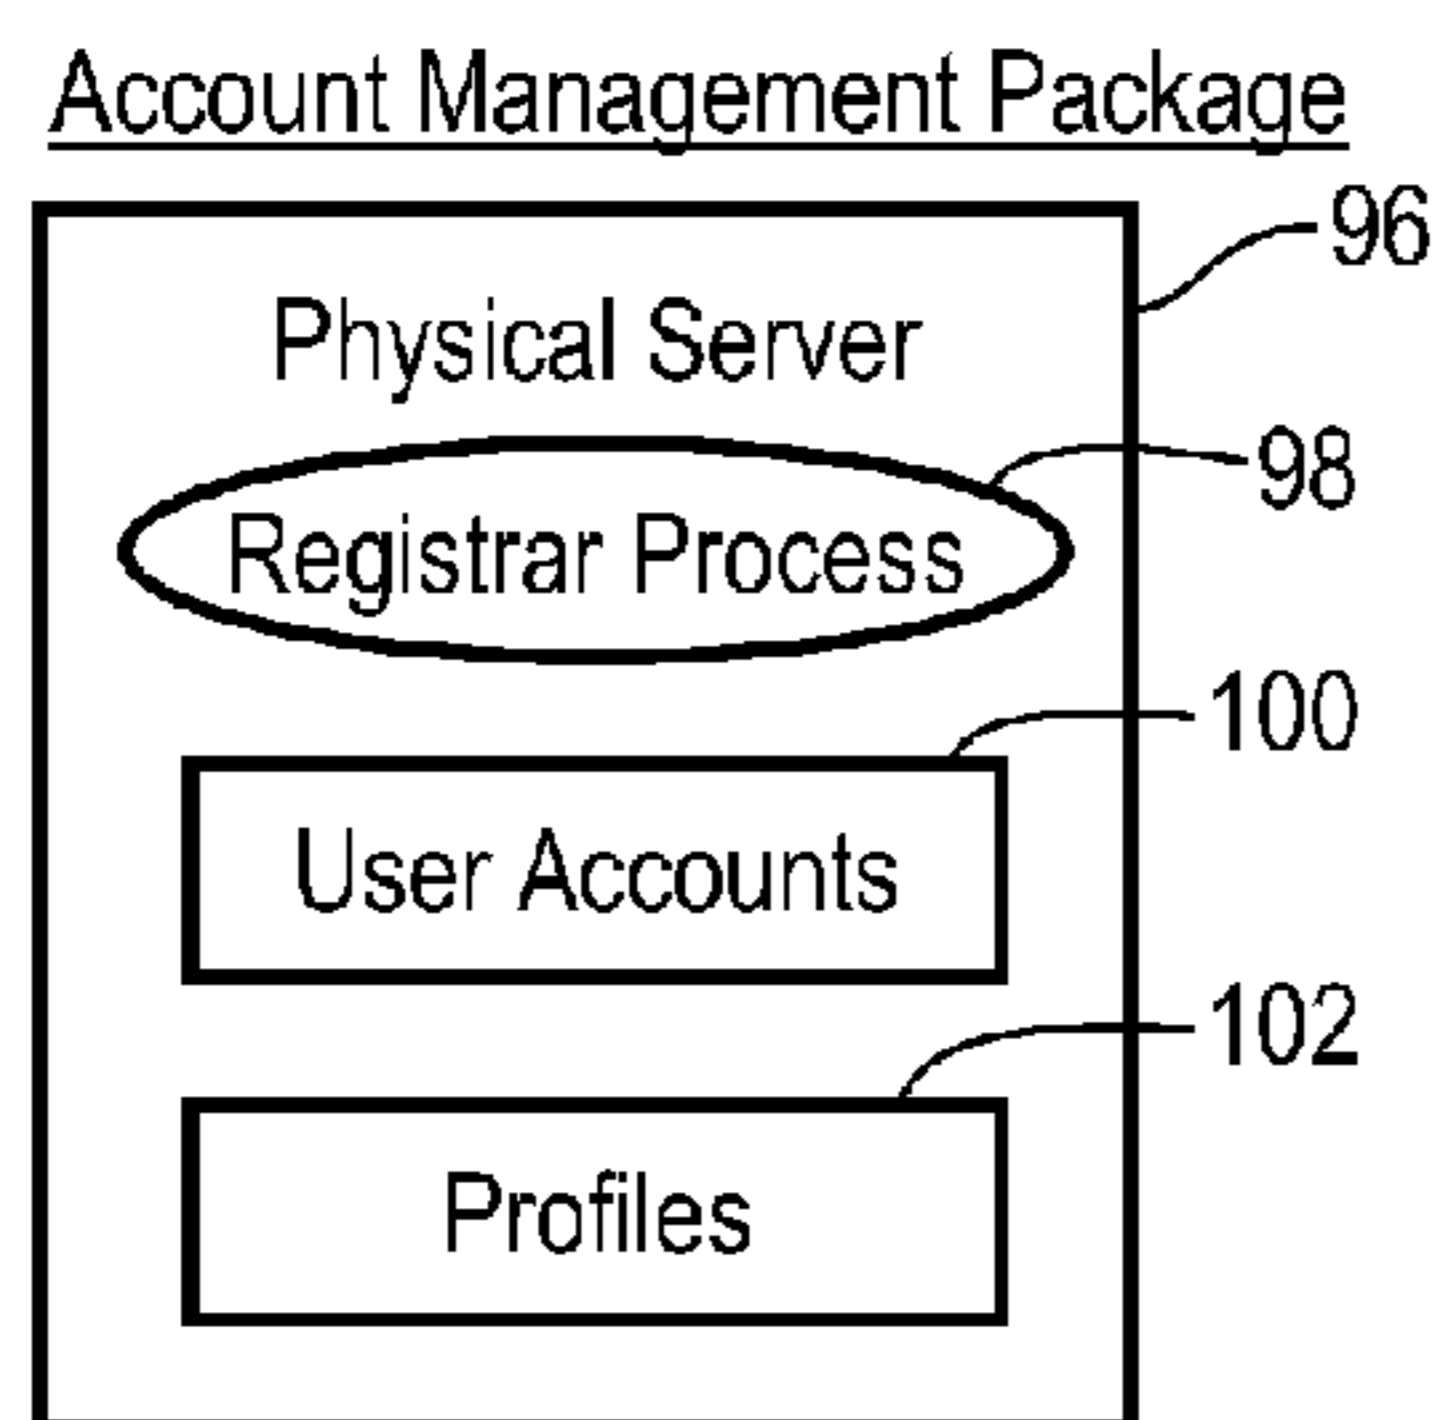 Account Management Package
96
Physical Server
98
Registrar Process
100
User Accounts
102
Profiles